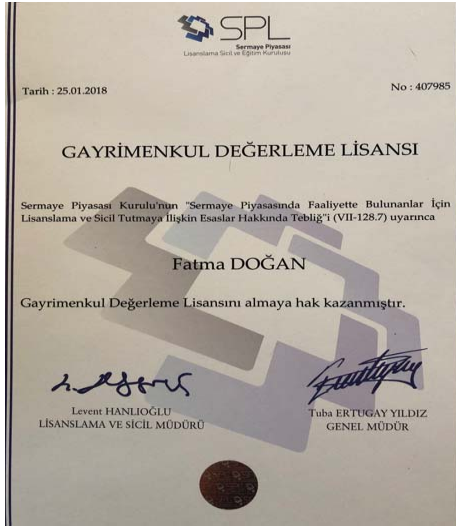 SPL
Sermaye Piyasası
Lisanslama Sicil ve Eğitim Kurulusu
Tarih : 25.01.2018
No : 407985
GAYRİMENKUL DEĞERLEME LİSANSI
Sermaye Piyasası Kurulu'nun "Sermaye Piyasasında Faaliyette Bulunanlar İçin
Lisanslama ve Sicil Tutmaya İlişkin Esaslar Hakkında Tebliğ"i (VII-128.7) uyarınca
Fatma DOĞAN
Gayrimenkul Değerleme Lisansını almaya hak kazanmıştır.
Levent HANLIOĞLU
LİSANSLAMA VE SİCİL MÜDÜRÜ
Tuba ERTUGAY YILDIZ
GENEL MÜDÜR